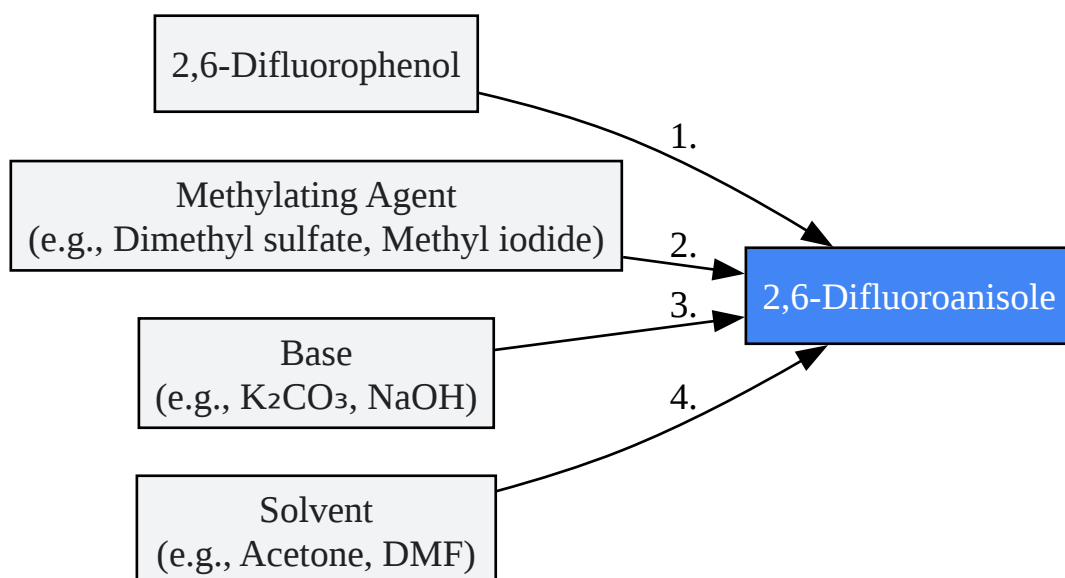 2,6-Difluorophenol
1.
Methylating Agent
(e.g., Dimethyl sulfate, Methyl iodide)
2.
2,6-Difluoroanisole
3.
Base
(e.g., K₂CO₃, NaOH)
4.
Solvent
(e.g., Acetone, DMF)